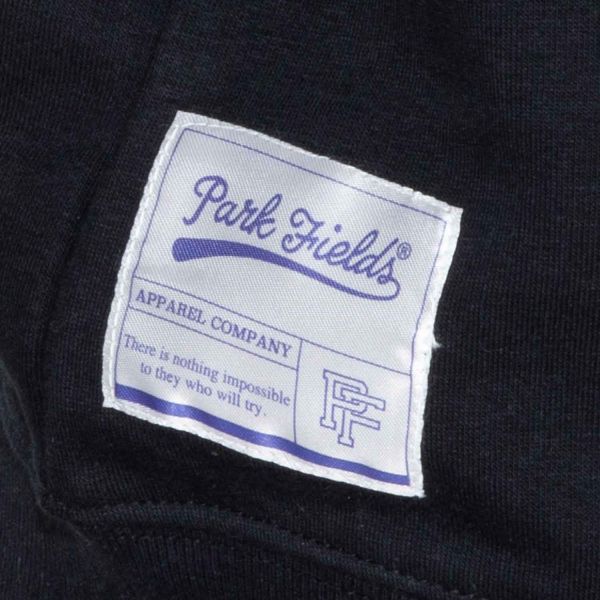 Park Fields®
APPAREL COMPANY
There is nothing impossible
to they who will try.
PF